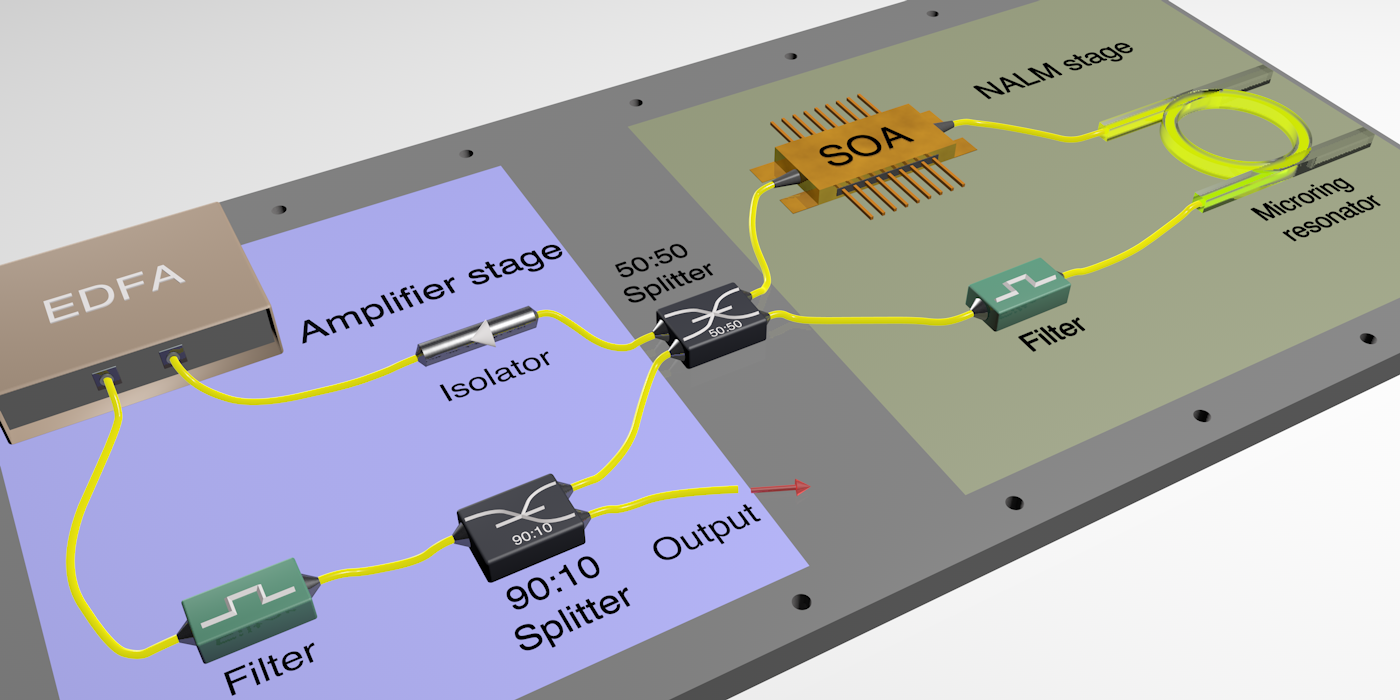 NALM stage
SOA
Microring
resonator
50:50
Splitter
50:50
Filter
EDFA
Amplifier stage
Isolator
90:10
90:10
Splitter
Output
Filter